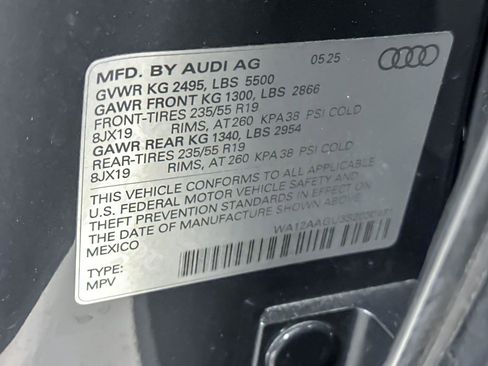 MFD. BY AUDI AG 05 25
GVWR KG 2495, LBS 5500
GAWR FRONT KG 1300, LBS 2866
FRONT-TIRES 235/55 R19
8JX19 RIMS, AT 260 KPA 38 PSI COLD
GAWR REAR KG 1340, LBS 2954
REAR-TIRES 235/55 R19
8JX19 RIMS, AT 260 KPA 38 PSI COLD
THIS VEHICLE CONFORMS TO ALL APPLICABLE
U.S. FEDERAL MOTOR VEHICLE SAFETY AND
THEFT PREVENTION STANDARDS IN EFFECT ON
THE DATE OF MANUFACTURE SHOWN ABOVE.
MEXICO
TYPE:
MPV